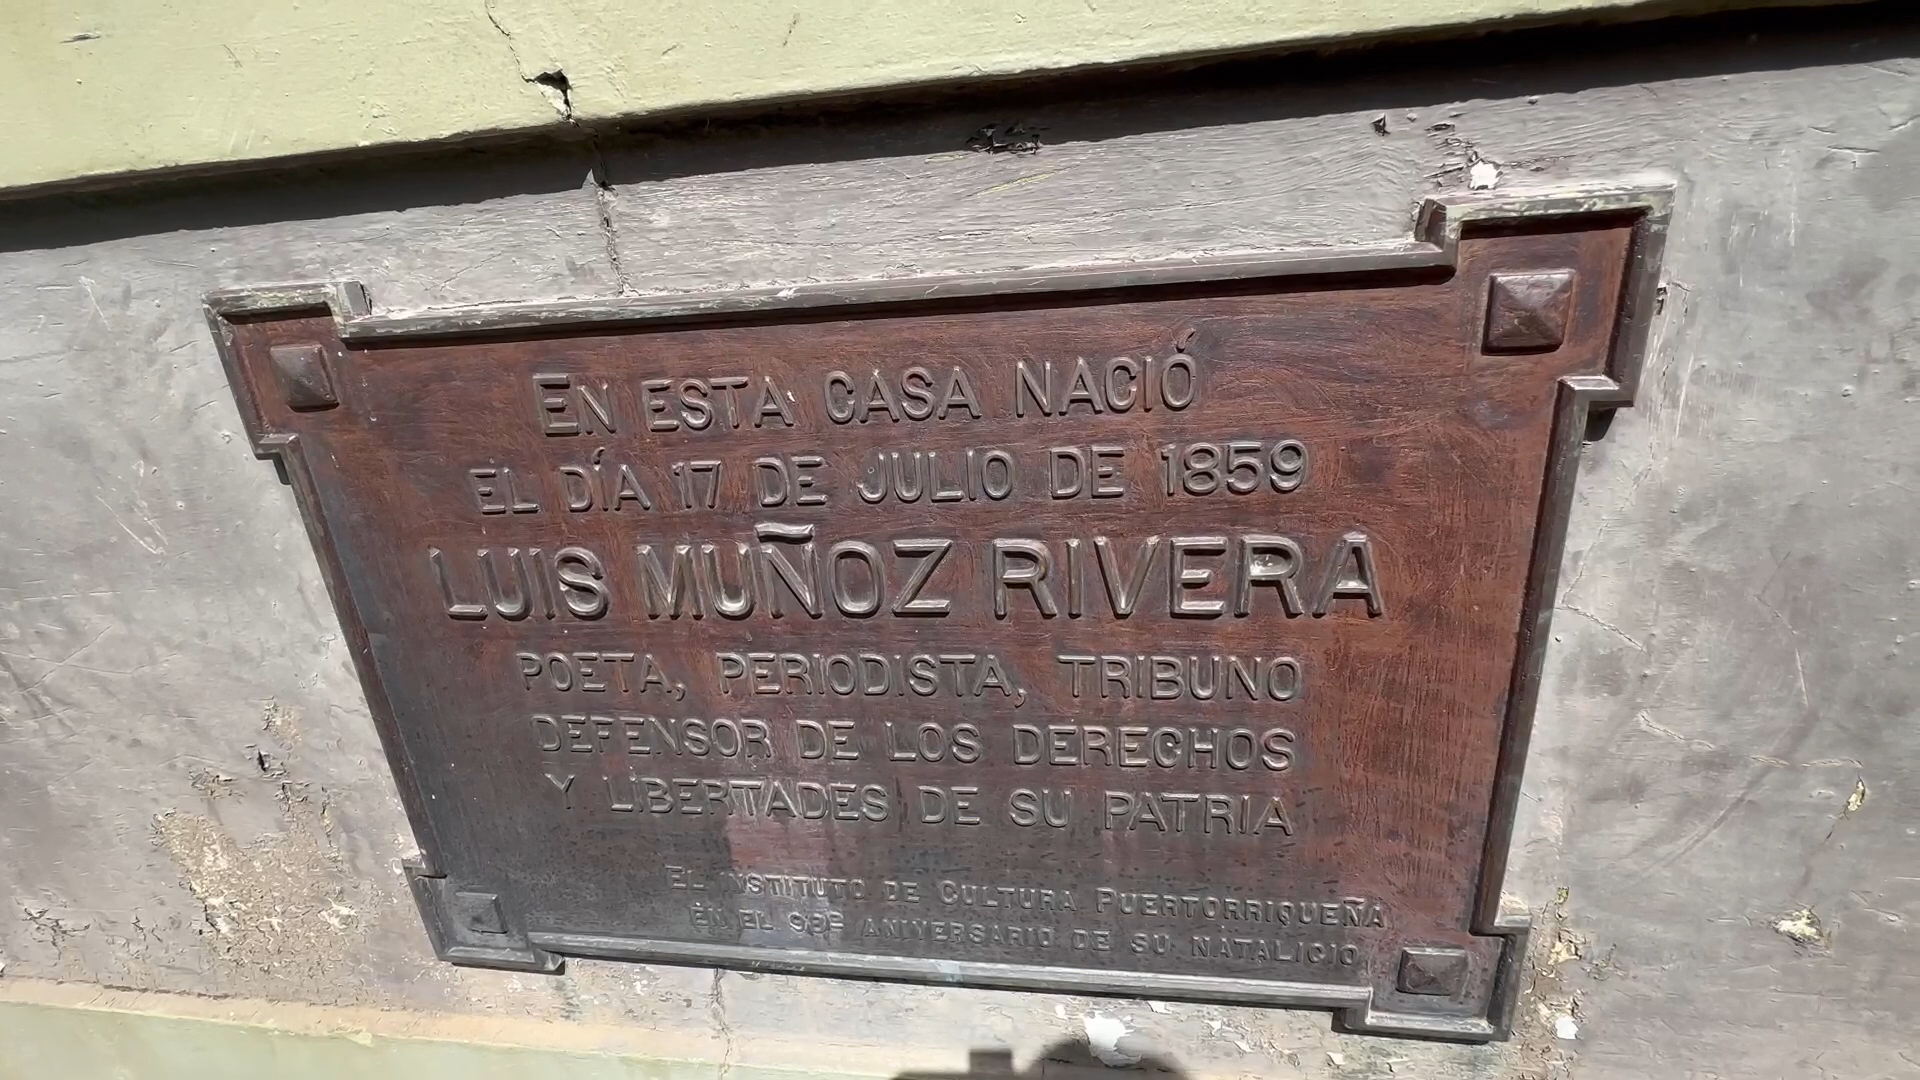 EN ESTA CASA NACIÓ
EL DÍA 17 DE JULIO DE 1859
LUIS MUÑOZ RIVERA
POETA, PERIODISTA, TRIBUNO
DEFENSOR DE LOS DERECHOS
Y LIBERTADES DE SU PATRIA
EL INSTITUTO DE CULTURA PUERTORRIQUEÑA
EN EL ANIVERSARIO DE SU NATALICIO